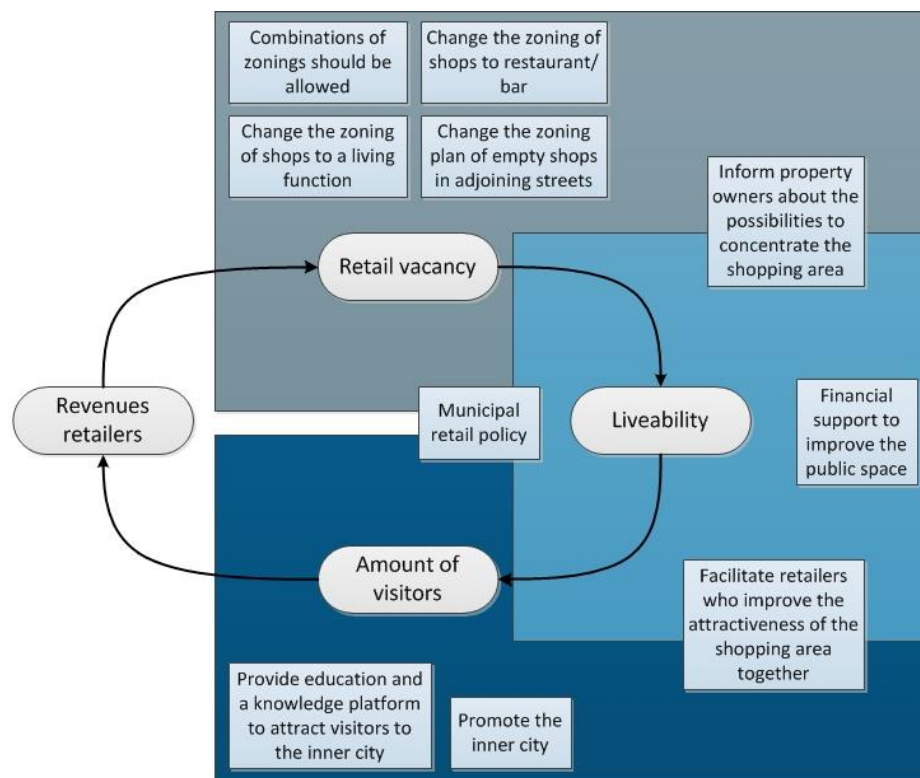 Combinations of
zonings should be
allowed
Change the zoning of
shops to restaurant/
bar
Change the zoning
of shops to a living
function
Change the zoning
plan of empty shops
in adjoining streets
Inform property
owners about the
possibilities to
concentrate the
shopping area
Retail vacancy
Revenues
retailers
Municipal
retail policy
Liveability
Financial
support to
improve the
public space
Amount of
visitors
Facilitate retailers
who improve the
attractiveness of the
shopping area
together
Provide education and
a knowledge platform
to attract visitors to
the inner city
Promote the
inner city